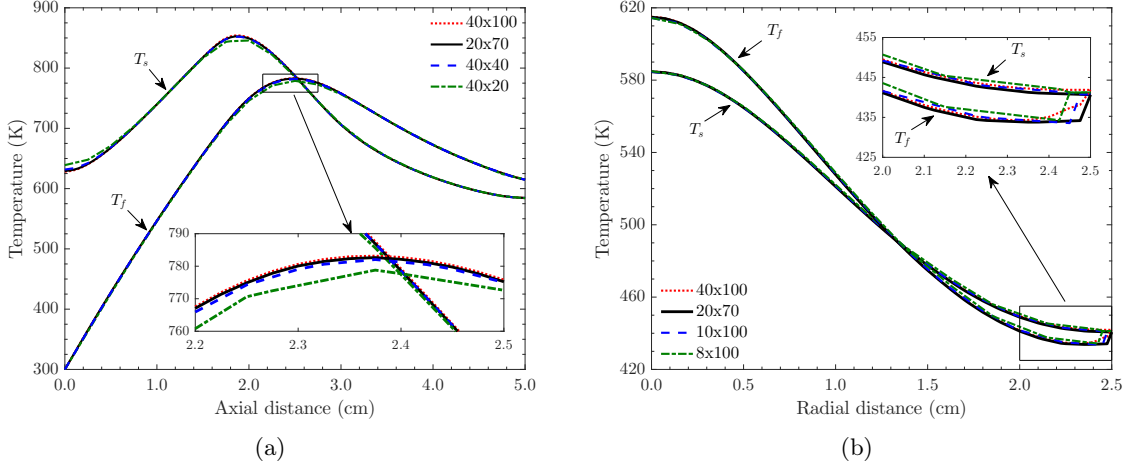 (a)
900
800
700
600
500
400
300
Temperature (K)
0.0 1.0 2.0 3.0 4.0 5.0
Axial distance (cm)
40x100
20x70
40x40
40x20
T_s
T_f
790
780
770
760
2.2 2.3 2.4 2.5
(b)
620
580
540
500
460
420
Temperature (K)
0.0 0.5 1.0 1.5 2.0 2.5
Radial distance (cm)
T_f
T_s
40x100
20x70
10x100
8x100
455
445
435
425
2.0 2.1 2.2 2.3 2.4 2.5
T_s
T_f